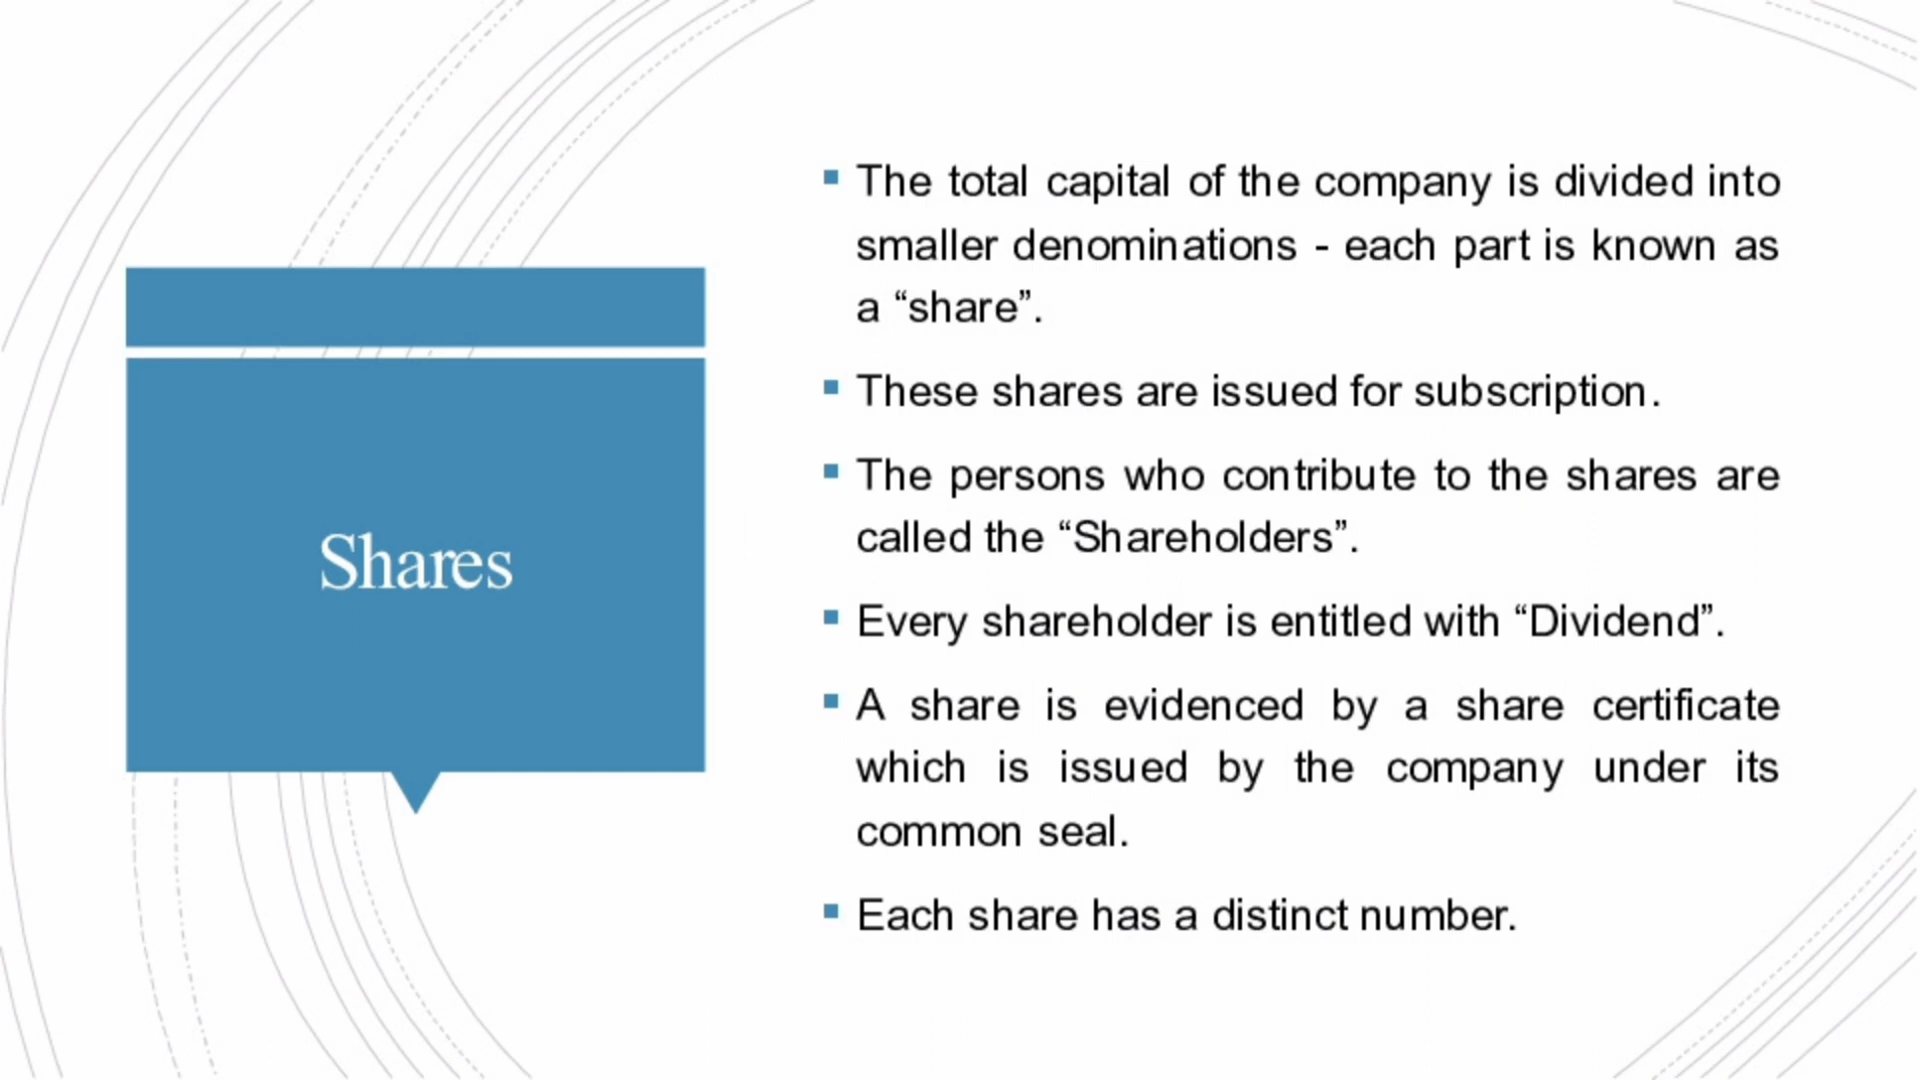 Shares
The total capital of the company is divided into
smaller denominations - each part is known as
a “share”.
These shares are issued for subscription.
The persons who contribute to the shares are
called the “Shareholders”.
Every shareholder is entitled with “Dividend”.
A share is evidenced by a share certificate
which is issued by the company under its
common seal.
Each share has a distinct number.